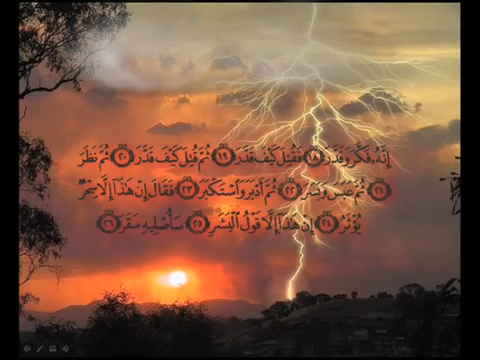 إِنَّهُۥ فَكَّرَ وَقَدَّرَ ﴿١٨﴾ فَقُتِلَ كَيْفَ قَدَّرَ ﴿١٩﴾ ثُمَّ قُتِلَ كَيْفَ قَدَّرَ ﴿٢٠﴾ ثُمَّ نَظَرَ
﴿٢١﴾ ثُمَّ عَبَسَ وَبَسَرَ ﴿٢٢﴾ ثُمَّ أَدْبَرَ وَٱسْتَكْبَرَ ﴿٢٣﴾ فَقَالَ إِنْ هَٰذَآ إِلَّا سِحْرٌ
يُؤْثَرُ ﴿٢٤﴾ إِنْ هَٰذَآ إِلَّا قَوْلُ ٱلْبَشَرِ ﴿٢٥﴾ سَأُصْلِيهِ سَقَرَ ﴿٢٦﴾